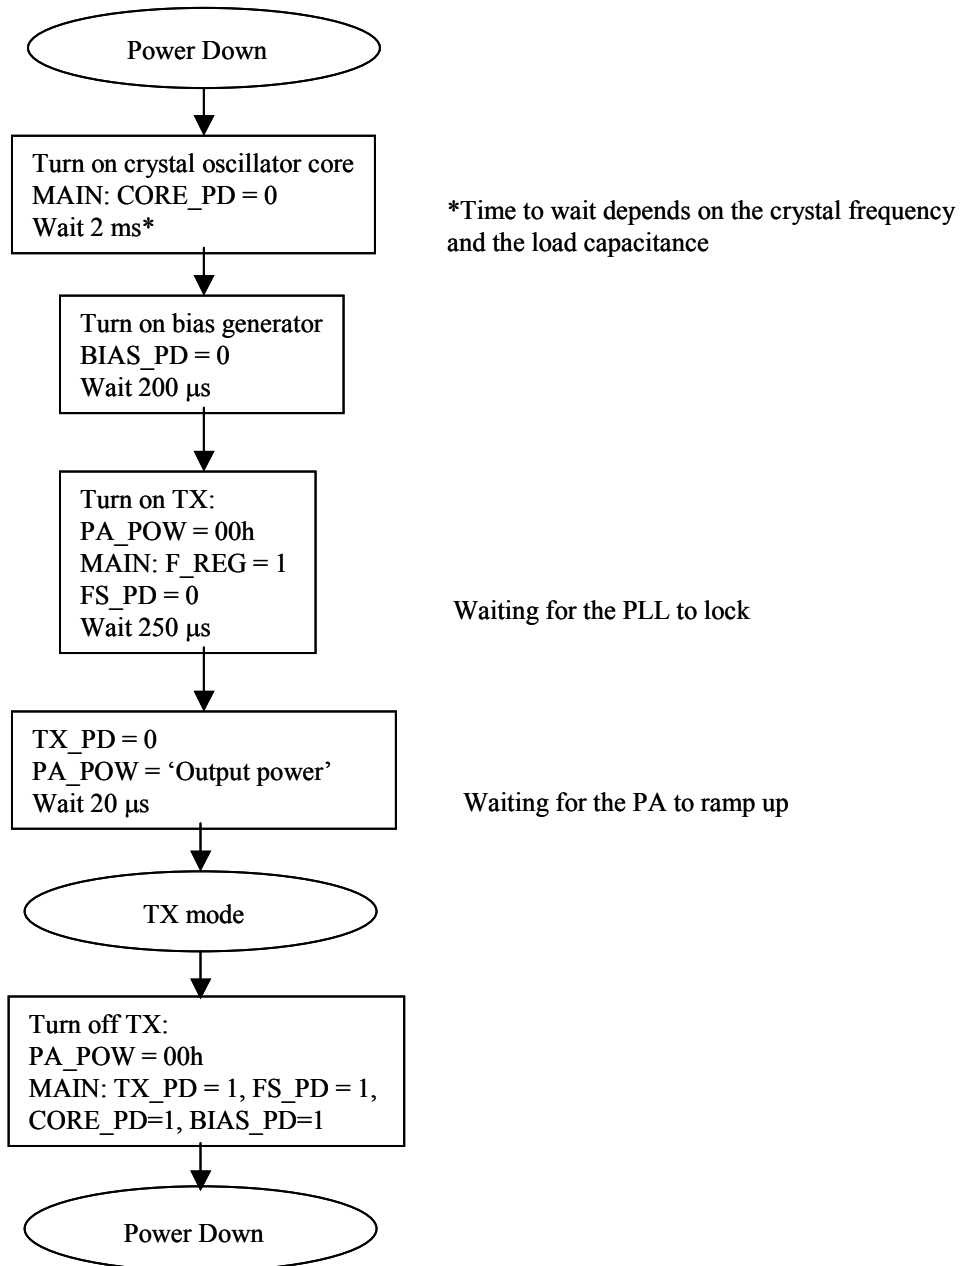 Power Down
Turn on crystal oscillator core
MAIN: CORE_PD = 0
Wait 2 ms*
*Time to wait depends on the crystal frequency
and the load capacitance
Turn on bias generator
BIAS_PD = 0
Wait 200 μs
Turn on TX:
PA_POW = 00h
MAIN: F_REG = 1
FS_PD = 0
Wait 250 μs
Waiting for the PLL to lock
TX_PD = 0
PA_POW = ‘Output power’
Wait 20 μs
Waiting for the PA to ramp up
TX mode
Turn off TX:
PA_POW = 00h
MAIN: TX_PD = 1, FS_PD = 1,
CORE_PD=1, BIAS_PD=1
Power Down